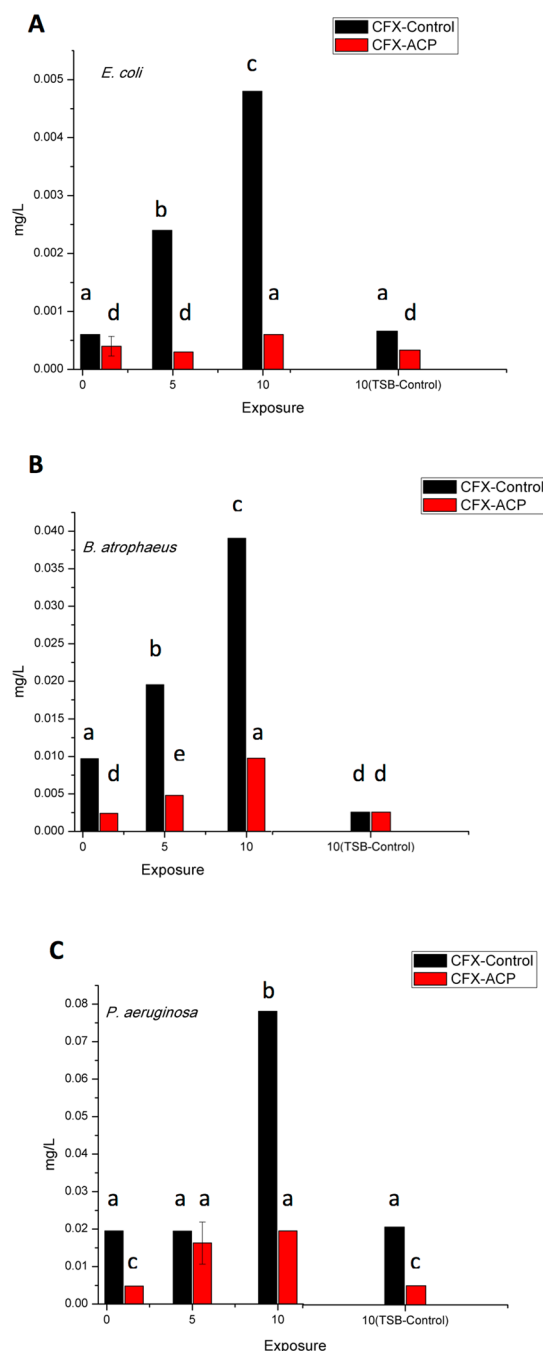 A
CFX-Control
CFX-ACP
E. coli
c
0.005
0.004
0.003
b
0.002
a d d a a d
0.001
0.000
mg/L
0 5 10 10(TSB-Control)
Exposure
B
CFX-Control
CFX-ACP
c
B. atrophaeus
0.040
0.035
0.030
b
0.025
0.020
mg/L
0.015
a d e a d d
0.010
0.005
0.000
0 5 10 10(TSB-Control)
Exposure
C
CFX-Control
CFX-ACP
b
P. aeruginosa
0.08
0.07
0.06
0.05
mg/L
0.04
0.03
a c a a a a c
0.02
0.01
0.00
0 5 10 10(TSB-Control)
Exposure